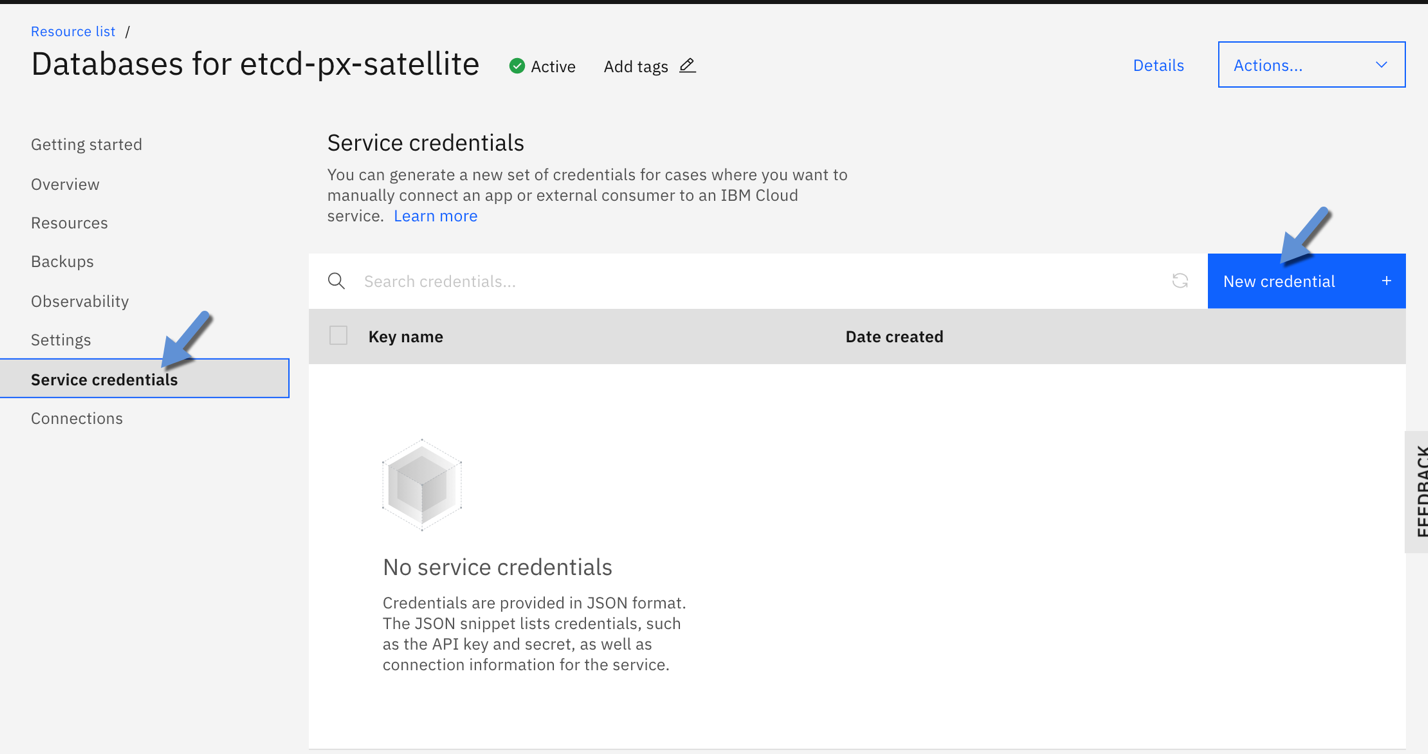 Resource list /
Databases for etcd-px-satellite
Active
Add tags
Details
Actions...
Getting started
Overview
Resources
Backups
Observability
Settings
Service credentials
Connections
Service credentials
You can generate a new set of credentials for cases where you want to
manually connect an app or external consumer to an IBM Cloud
service. Learn more
Search credentials...
New credential +
Key name
Date created
No service credentials
Credentials are provided in JSON format.
The JSON snippet lists credentials, such
as the API key and secret, as well as
connection information for the service.
FEEDBACK